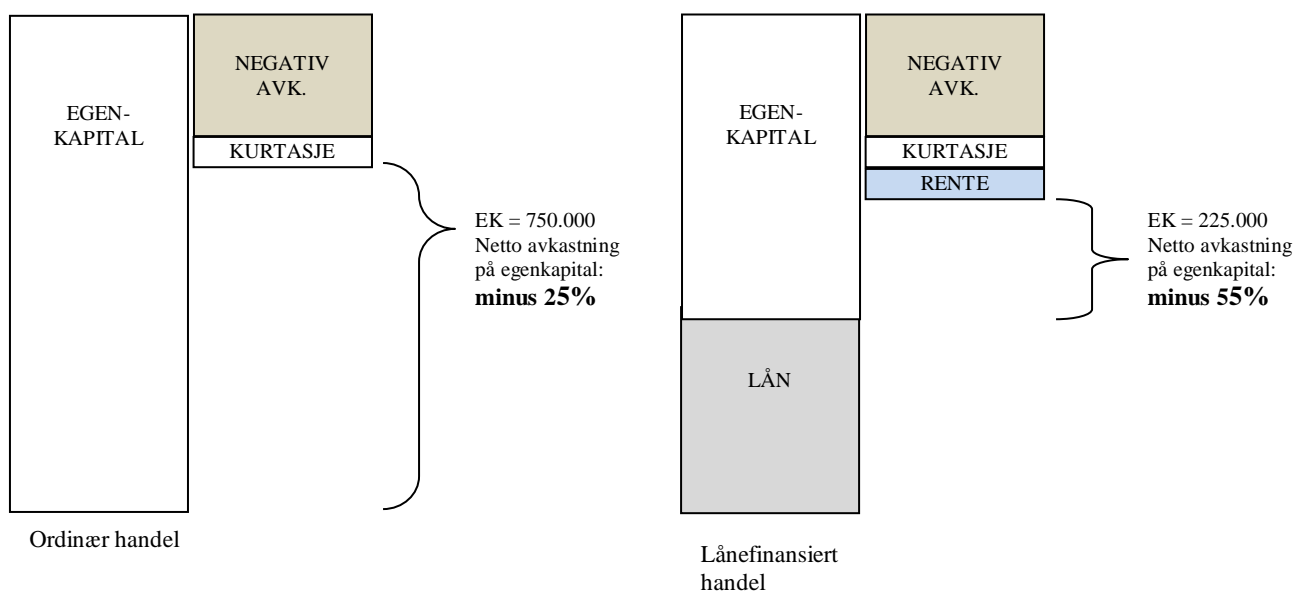 EGEN-
KAPITAL
NEGATIV
AVK.
KURTASJE
EK = 750.000
Netto avkastning
på egenkapital:
minus 25%
Ordinær handel
EGEN-
KAPITAL
LÅN
NEGATIV
AVK.
KURTASJE
RENTE
EK = 225.000
Netto avkastning
på egenkapital:
minus 55%
Lånefinansiert
handel